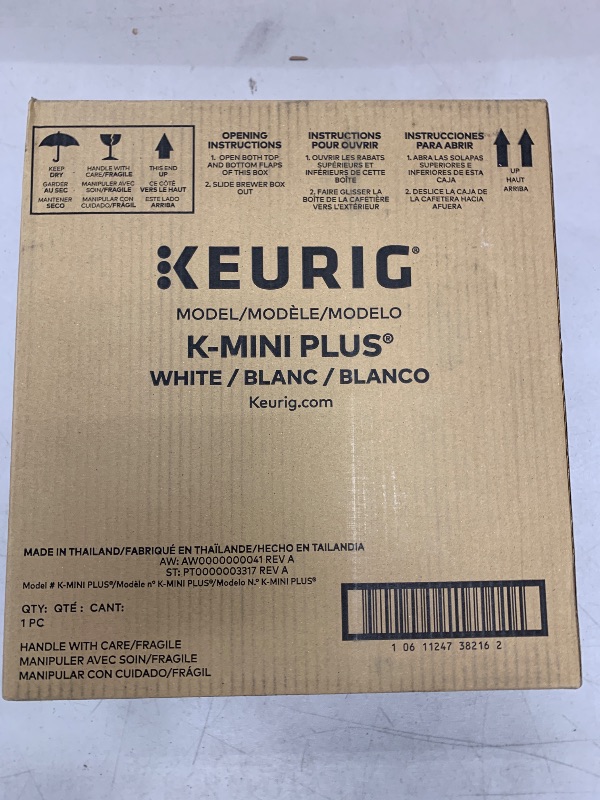 KEEP
DRY
GARDER
AU SEC
MANTENER
SECO
HANDLE WITH
CARE/FRAGILE
MANIPULER AVEC
SOIN/FRAGILE
MANIPULAR CON
CUIDADO/FRÁGIL
THIS END
UP
CE CÔTÉ
VERS LE HAUT
ESTE LADO
ARRIBA
OPENING
INSTRUCTIONS
1. OPEN BOTH TOP
AND BOTTOM FLAPS
OF THIS BOX
2. SLIDE BREWER BOX
OUT
INSTRUCTIONS
POUR OUVRIR
1. OUVRIR LES RABATS
SUPÉRIEURS ET
INFÉRIEURS DE CETTE
BOÎTE
2. FAIRE GLISSER LA
BOÎTE DE LA CAFETIÈRE
VERS L'EXTÉRIEUR
INSTRUCCIONES
PARA ABRIR
1. ABRA LAS SOLAPAS
SUPERIORES E
INFERIORES DE ESTA
CAJA
2. DESLICE LA CAJA DE
LA CAFETERA HACIA
AFUERA
UP
HAUT
ARRIBA
KEURIG®
MODEL/MODÈLE/MODELO
K-MINI PLUS®
WHITE / BLANC / BLANCO
Keurig.com
MADE IN THAILAND/FABRIQUÉ EN THAÏLANDE/HECHO EN TAILANDIA
AW: AW0000000041 REV A
ST: PT0000003317 REV A
Model # K-MINI PLUS®/Modèle nº K-MINI PLUS®/Modelo N.º K-MINI PLUS®
QTY: QTÉ : CANT:
1 PC
HANDLE WITH CARE/FRAGILE
MANIPULER AVEC SOIN/FRAGILE
MANIPULAR CON CUIDADO/FRÁGIL
1 06 11247 38216 2